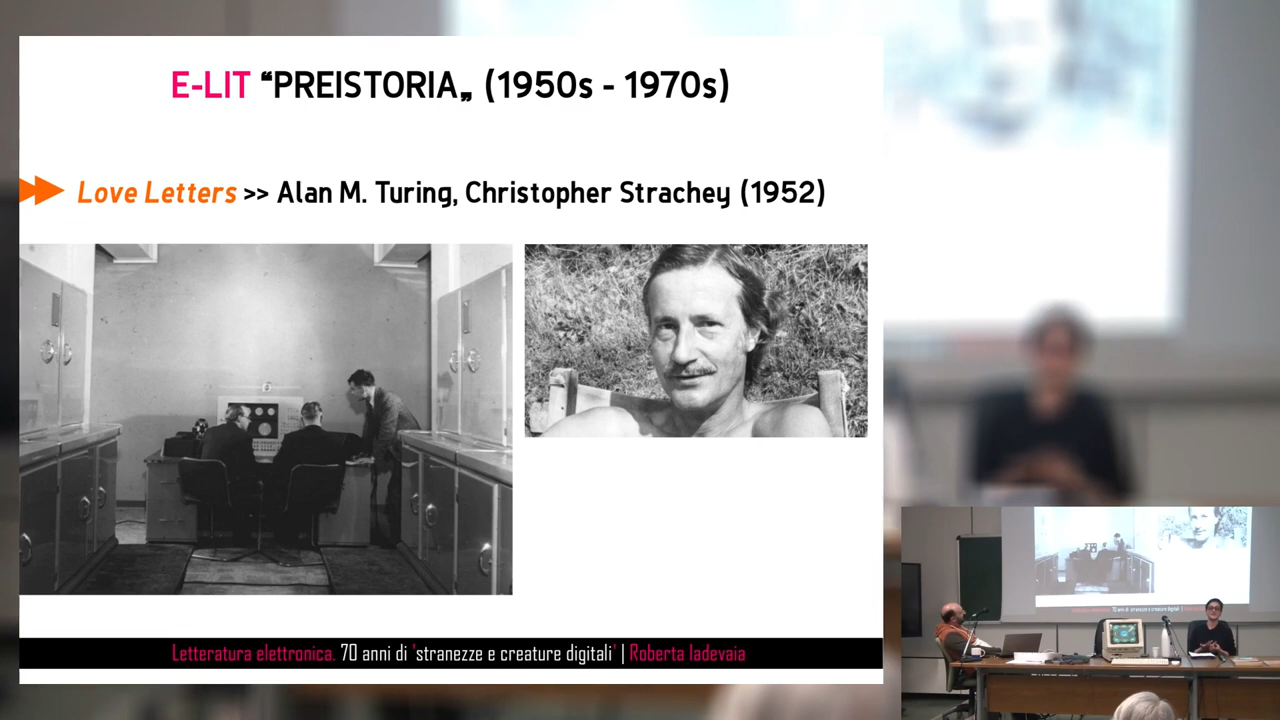 E-LIT “PREISTORIA„ (1950s - 1970s)
Love Letters >> Alan M. Turing, Christopher Strachey (1952)
Letteratura elettronica. 70 anni di 'stranezze e creature digitali' | Roberta Iadevaia